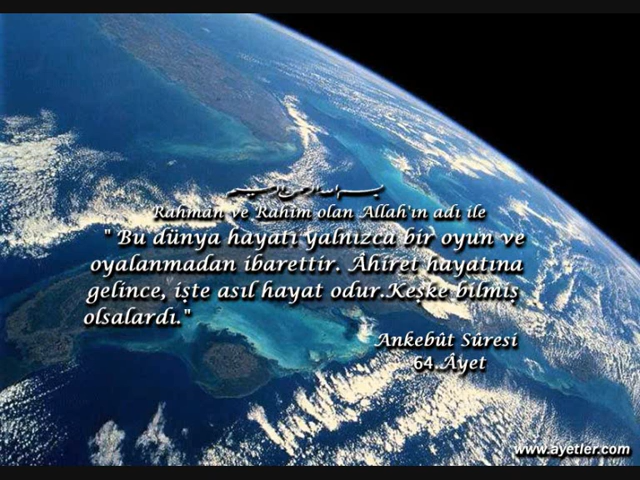 بسم الله الرحمن الرحيم
Rahman ve Rahim olan Allah'ın adı ile
" Bu dünya hayatı yalnızca bir oyun ve
oyalanmadan ibarettir. Âhiret hayatına
gelince, işte asıl hayat odur.Keşke bilmiş
olsalardı."
Ankebût Sûresi
64.Âyet
www.ayetler.com